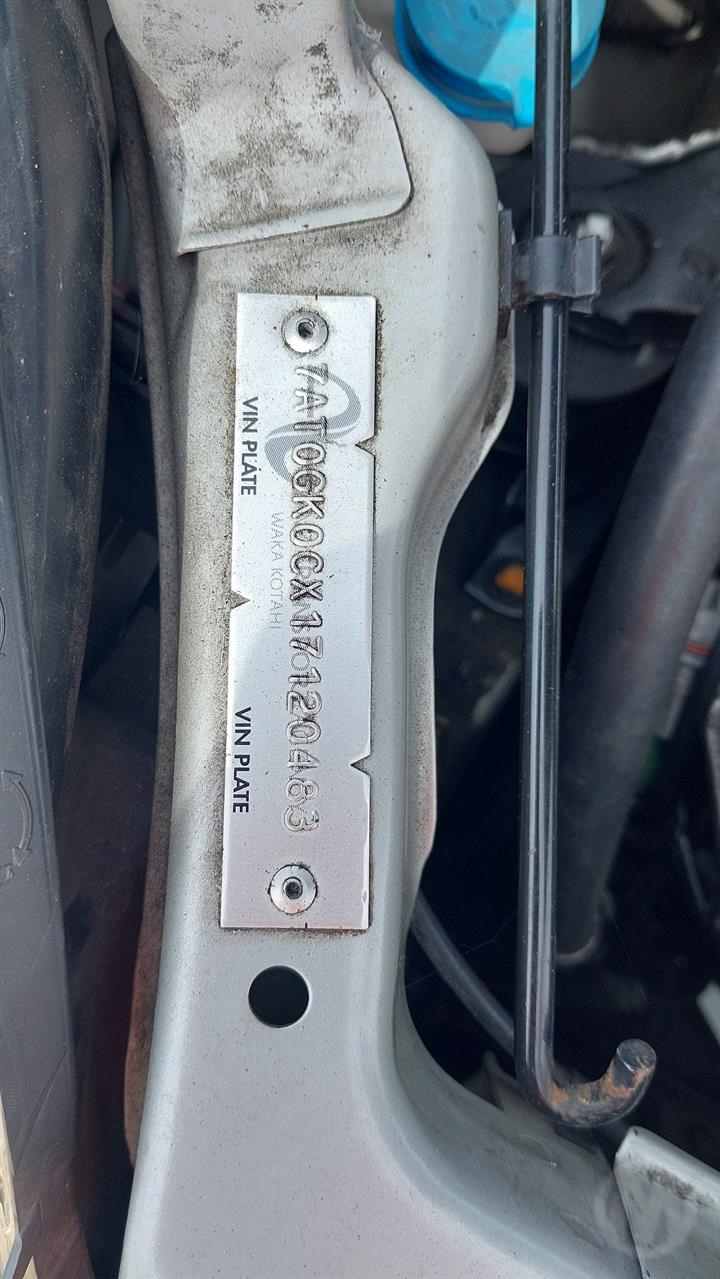 7AT0GK0CX17120463
VIN PLATE VIN PLATE
WAKA KOTAHI